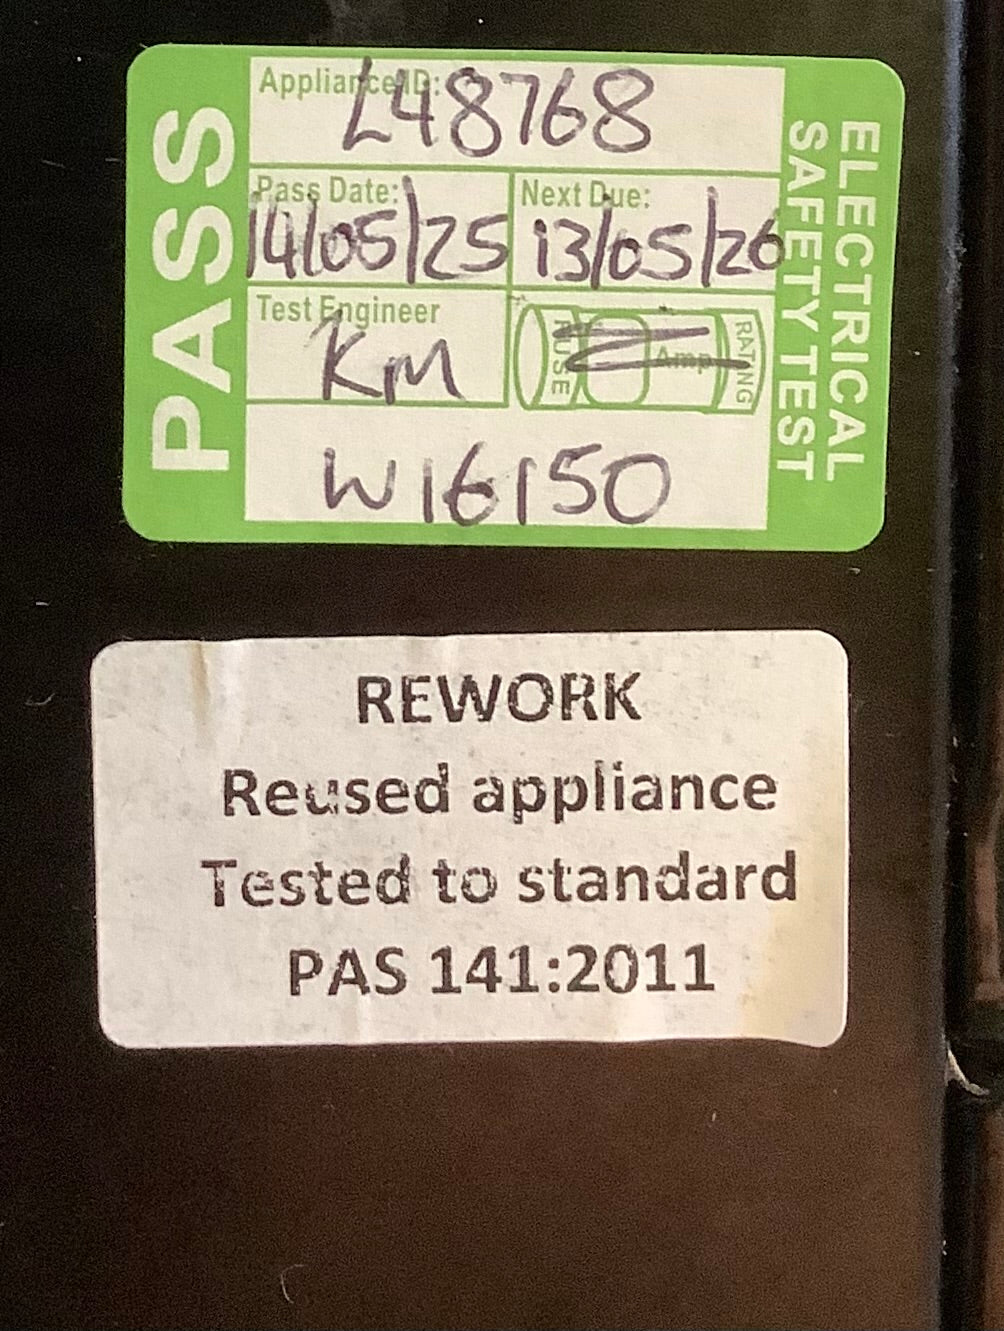 PASS
Appliance ID:
L48768
Pass Date:
14/05/25
Next Due:
13/05/26
Test Engineer
KM
FUSE
Amp
RATING
W16150
ELECTRICAL
SAFETY TEST
REWORK
Reused appliance
Tested to standard
PAS 141:2011